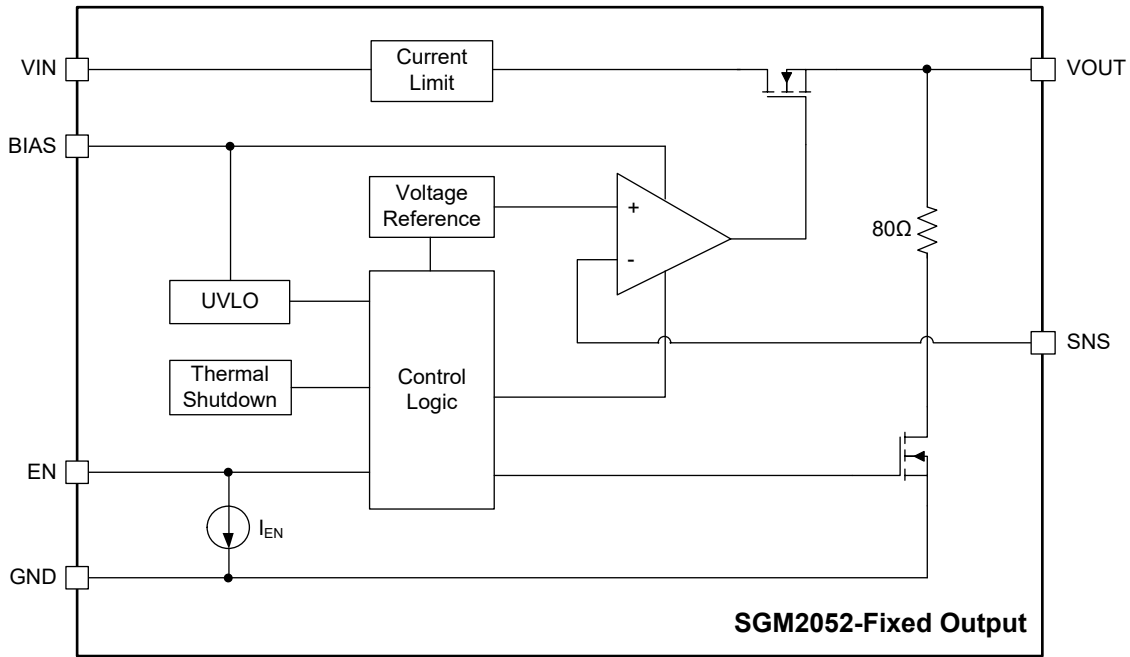 VIN
Current
Limit
VOUT
BIAS
Voltage
Reference
+
-
80Ω
UVLO
SNS
Thermal
Shutdown
Control
Logic
EN
I_EN
GND
SGM2052-Fixed Output